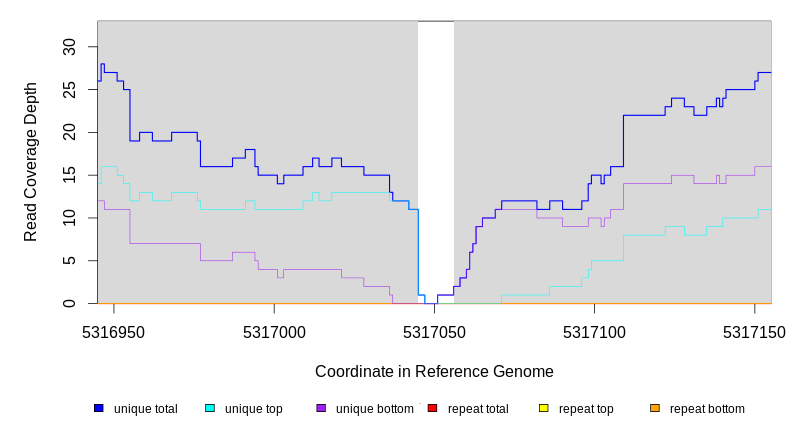 30
25
20
15
10
5
0
Read Coverage Depth
5316950 5317000 5317050 5317100 5317150
Coordinate in Reference Genome
unique total unique top unique bottom repeat total repeat top repeat bottom